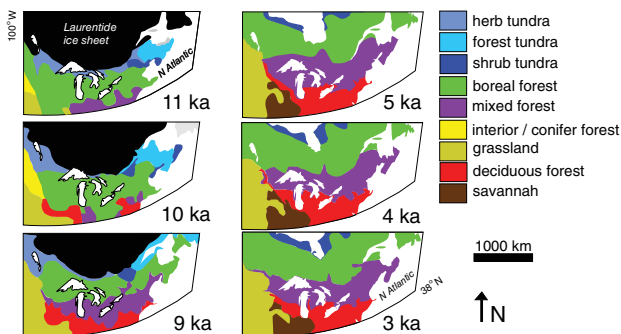 100°W
Laurentide
ice sheet
N Atlantic
11 ka
10 ka
9 ka
5 ka
4 ka
N Atlantic
38°N
3 ka
herb tundra
forest tundra
shrub tundra
boreal forest
mixed forest
interior / conifer forest
grassland
deciduous forest
savannah
1000 km
N